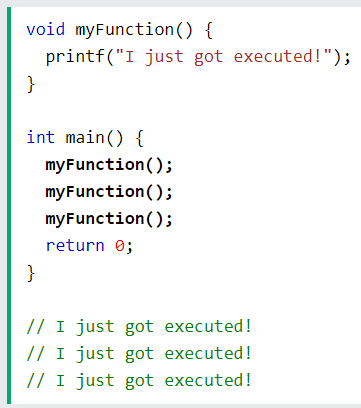 void myFunction() {
  printf("I just got executed!");
}

int main() {
  myFunction();
  myFunction();
  myFunction();
  return 0;
}

// I just got executed!
// I just got executed!
// I just got executed!